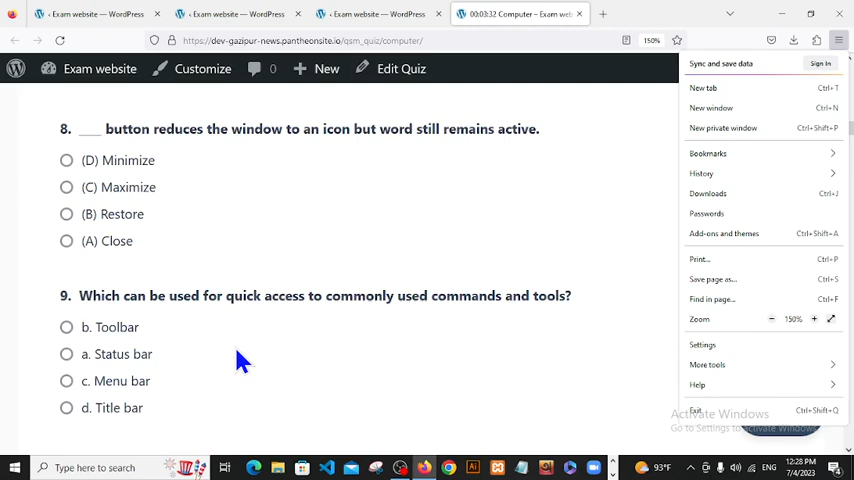 ‹ Exam website — WordPress
‹ Exam website — WordPress
‹ Exam website — WordPress
00:03:32 Computer – Exam web
https://dev-gazipur-news.pantheonsite.io/qsm_quiz/computer/
150%
Exam website
Customize
0
New
Edit Quiz
8. ___ button reduces the window to an icon but word still remains active.
(D) Minimize
(C) Maximize
(B) Restore
(A) Close
9. Which can be used for quick access to commonly used commands and tools?
b. Toolbar
a. Status bar
c. Menu bar
d. Title bar
Sync and save data Sign In
New tab Ctrl+T
New window Ctrl+N
New private window Ctrl+Shift+P
Bookmarks
History
Downloads Ctrl+J
Passwords
Add-ons and themes Ctrl+Shift+A
Print... Ctrl+P
Save page as... Ctrl+S
Find in page... Ctrl+F
Zoom − 150% +
Settings
More tools
Help
Exit Ctrl+Shift+Q
Activate Windows
Go to Settings to activate Windows.
Type here to search
Ai
93°F
ENG
12:28 PM
7/4/2023
4